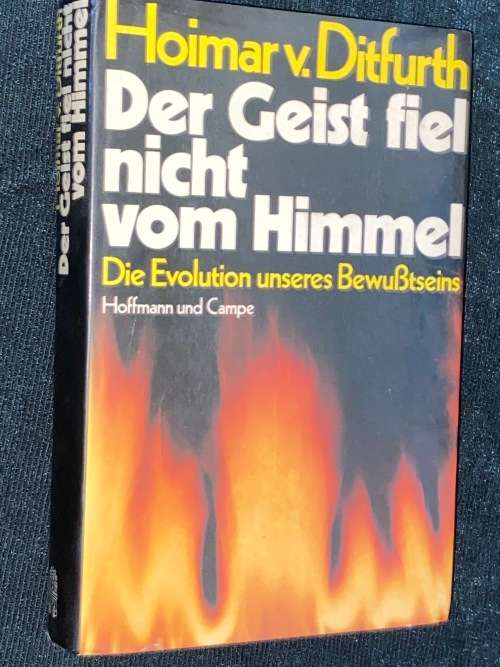 Hoimar v. Ditfurth
Der Geist fiel
nicht
vom Himmel
Die Evolution unseres Bewußtseins
Hoffmann und Campe
Der Geist fiel nicht
vom Himmel